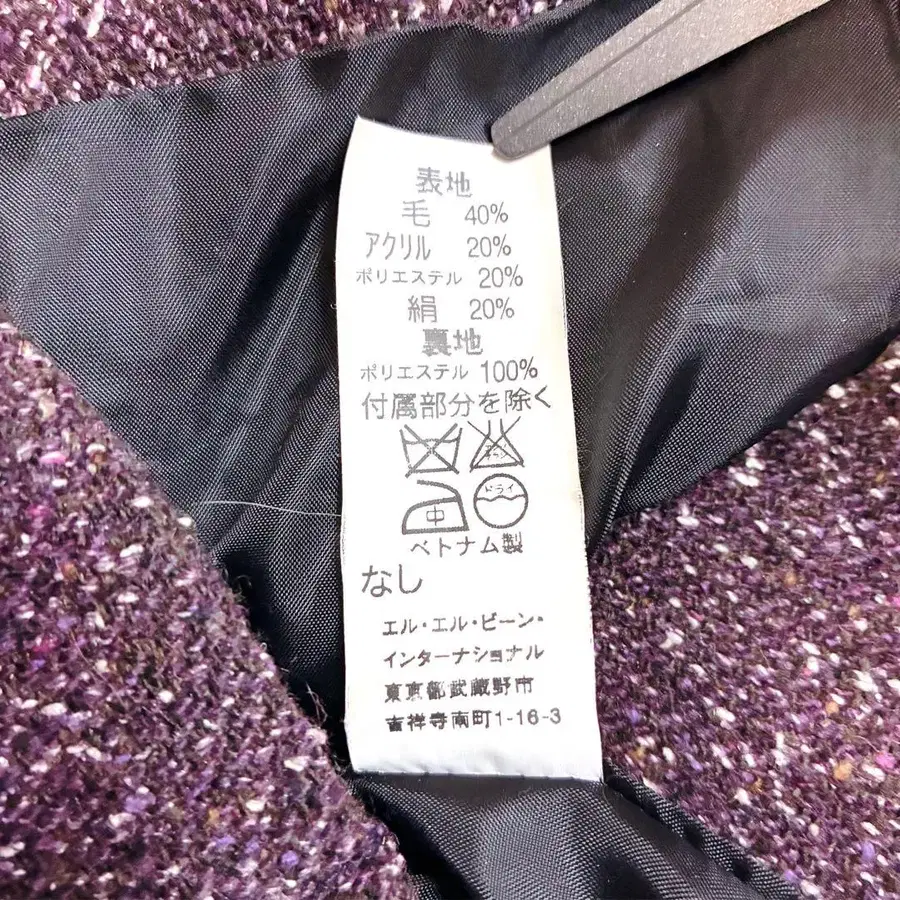 表地
毛 40%
アクリル 20%
ポリエステル 20%
絹 20%
裏地
ポリエステル 100%
付属部分を除く
中 ドライ
ベトナム製
なし
エル・エル・ビーン・
インターナショナル
東京都武蔵野市
吉祥寺南町1-16-3